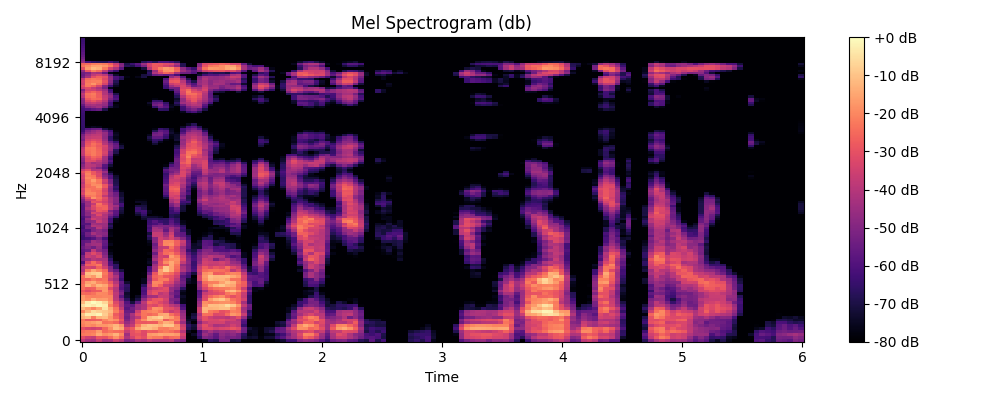 Mel Spectrogram (db)
8192
4096
2048
1024
512
0
Hz
0 1 2 3 4 5 6
Time
+0 dB
-10 dB
-20 dB
-30 dB
-40 dB
-50 dB
-60 dB
-70 dB
-80 dB